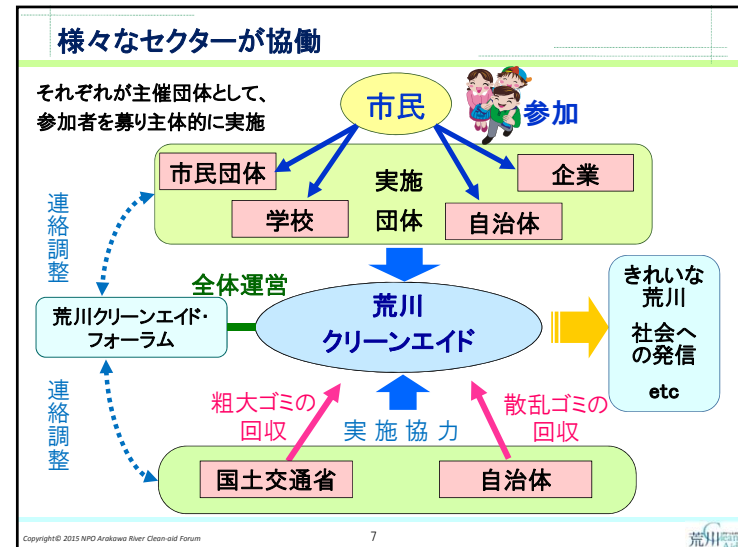 様々なセクターが協働
それぞれが主催団体として、
参加者を募り主体的に実施
市民
参加
市民団体
実施
団体
企業
学校
自治体
連絡調整
全体運営
荒川クリーンエイド・
フォーラム
荒川
クリーンエイド
きれいな
荒川
社会へ
の発信
etc
連絡調整
粗大ゴミの
回収
実施協力
散乱ゴミの
回収
国土交通省
自治体
Copyright© 2015 NPO Arakawa River Clean-aid Forum
7
荒川Clean
Aid